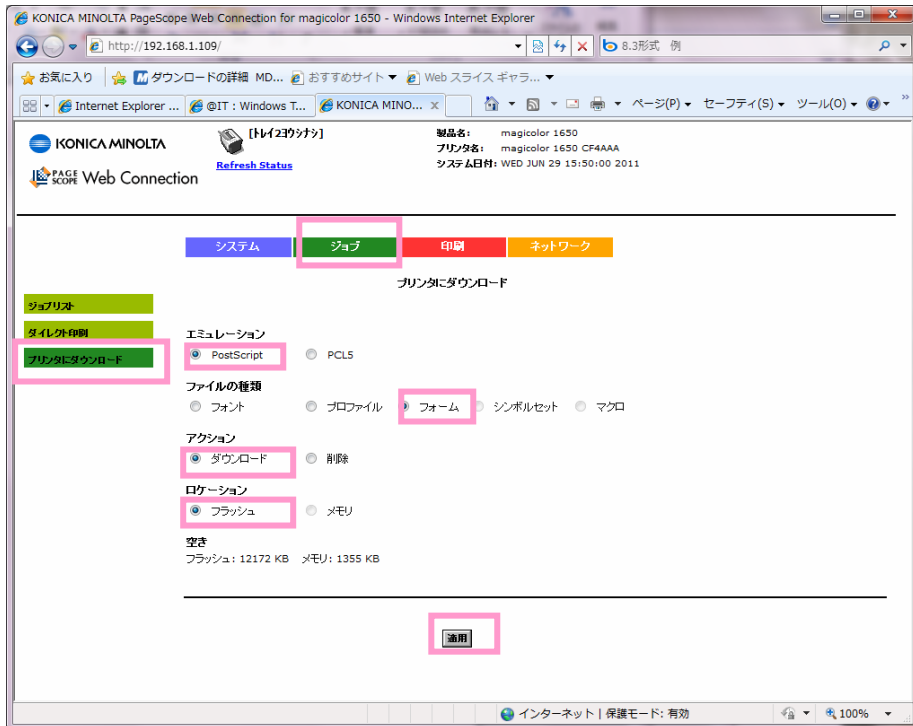 KONICA MINOLTA PageScope Web Connection for magicolor 1650 - Windows Internet Explorer
http://192.168.1.109/
8.3形式 例
お気に入り ダウンロードの詳細 MD... おすすめサイト Web スライス ギャラ...
Internet Explorer ... @IT : Windows T... KONICA MINO... x ページ(P) セーフティ(S) ツール(O) »
KONICA MINOLTA
PAGE SCOPE Web Connection
[トレイ2ヨウシナシ]
Refresh Status
製品名: magicolor 1650
プリンタ名: magicolor 1650 CF4AAA
システム日付: WED JUN 29 15:50:00 2011
システム ジョブ 印刷 ネットワーク
プリンタにダウンロード
ジョブリスト
ダイレクト印刷
プリンタにダウンロード
エミュレーション
PostScript PCL5
ファイルの種類
フォント プロファイル フォーム シンボルセット マクロ
アクション
ダウンロード 削除
ロケーション
フラッシュ メモリ
空き
フラッシュ: 12172 KB メモリ: 1355 KB
適用
インターネット | 保護モード: 有効 100%